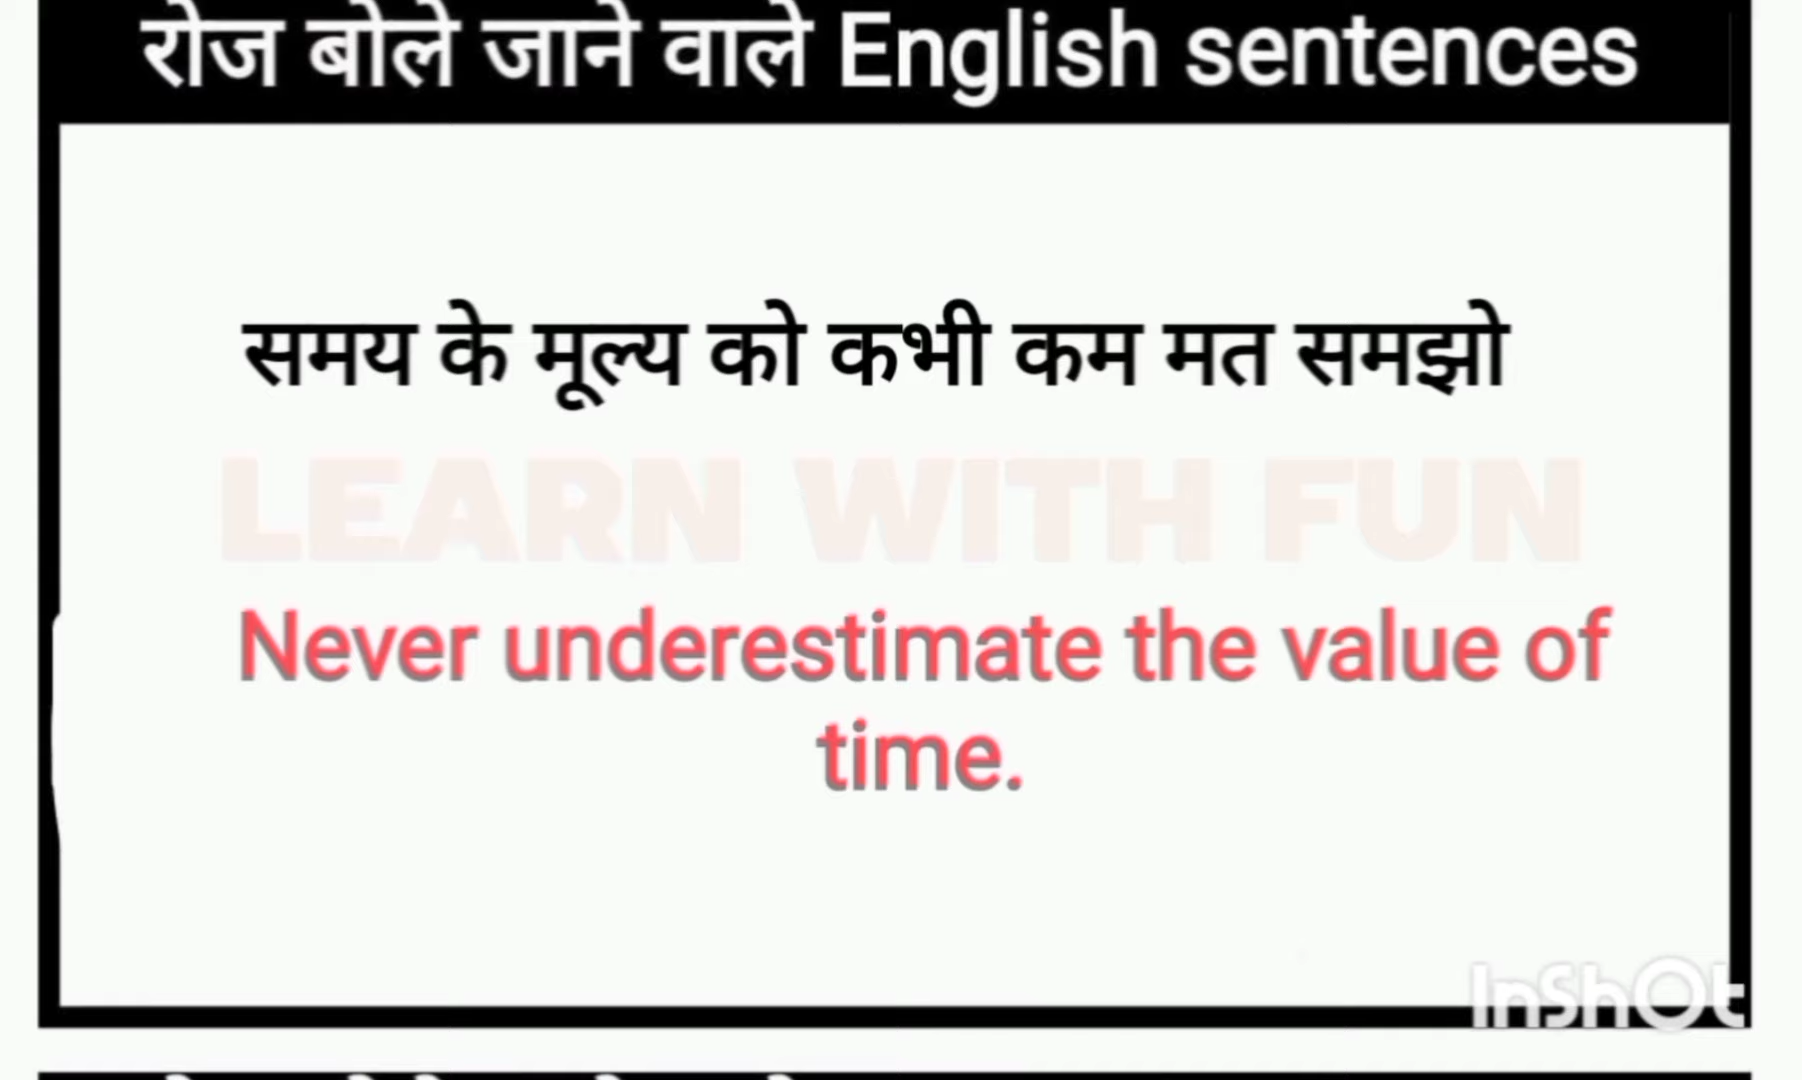 रोज बोले जाने वाले English sentences
समय के मूल्य को कभी कम मत समझो
LEARN WITH FUN
Never underestimate the value of
time.
InShOt